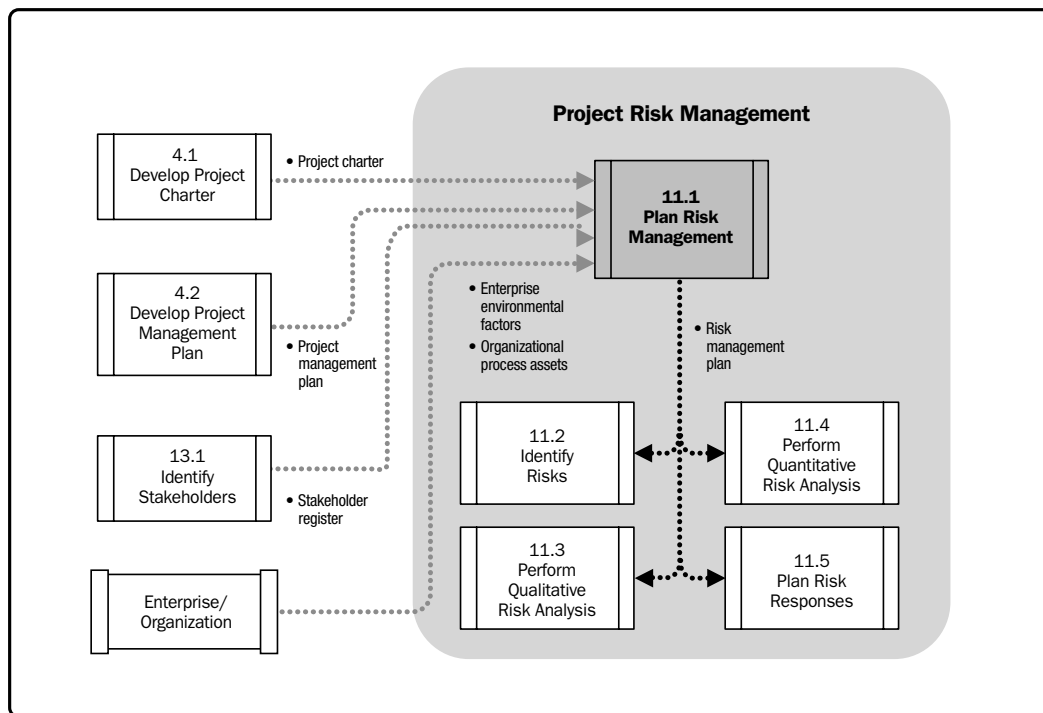 Project Risk Management
4.1
Develop Project
Charter
• Project charter
11.1
Plan Risk
Management
4.2
Develop Project
Management
Plan
• Project
management
plan
• Enterprise
environmental
factors
• Organizational
process assets
• Risk
management
plan
13.1
Identify
Stakeholders
• Stakeholder
register
11.2
Identify
Risks
11.4
Perform
Quantitative
Risk Analysis
11.3
Perform
Qualitative
Risk Analysis
11.5
Plan Risk
Responses
Enterprise/
Organization